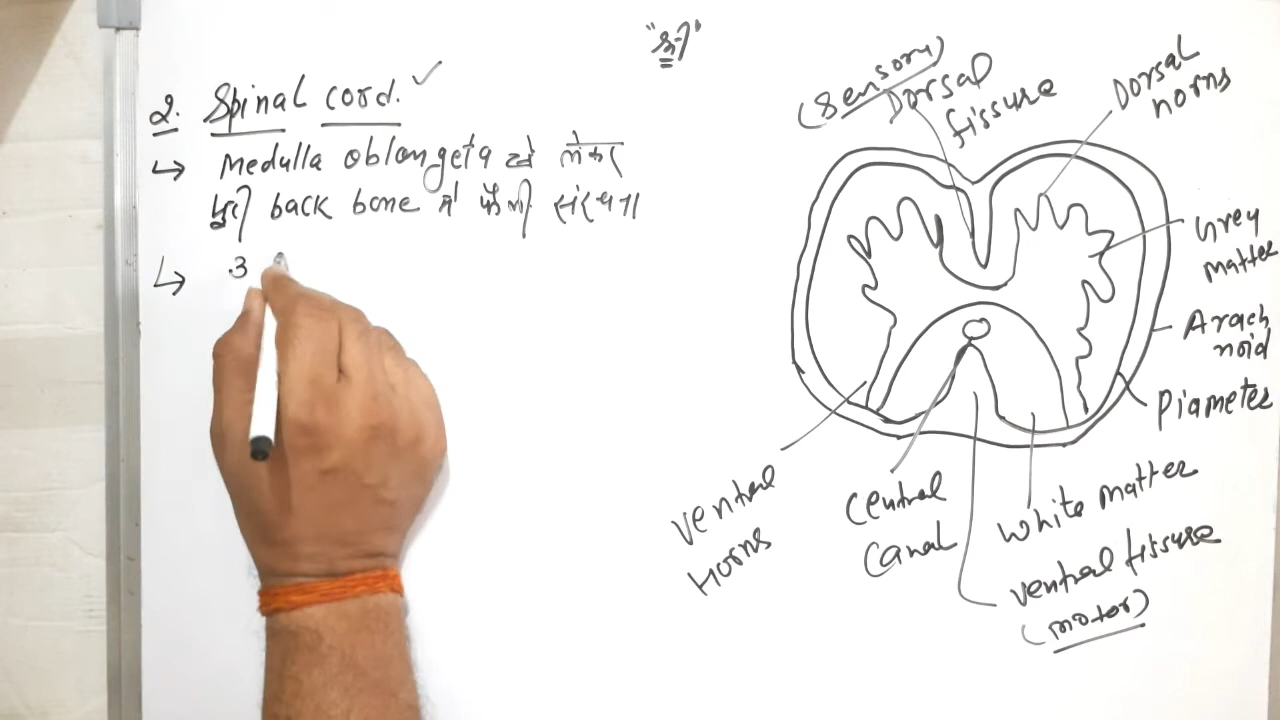 2. Spinal cord. ✓
↳ Medulla oblongeta से लेकर
पूरी back bone में फैली संरचना
↳ 3
(Sensory)
Dorsal
fissure
Dorsal
horns
Grey
matter
Arach
noid
Piameter
ventral
Horns
Central
Canal
White matter
ventral fissure
(motor)